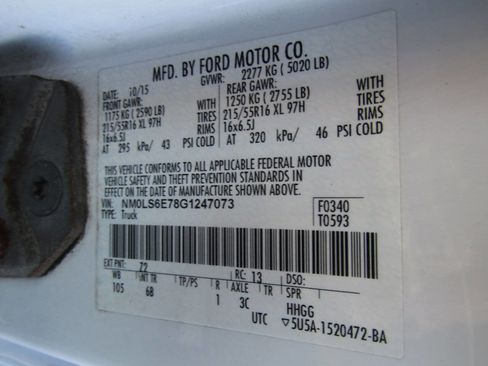 MFD. BY FORD MOTOR CO.
DATE: 10/15 GVWR: 2277 KG ( 5020 LB)
FRONT GAWR: REAR GAWR:
1175 KG ( 2590 LB) WITH 1250 KG ( 2755 LB) WITH
215/55R16 XL 97H TIRES 215/55R16 XL 97H TIRES
16x6.5J RIMS 16x6.5J RIMS
AT 295 kPa/ 43 PSI COLD AT 320 kPa/ 46 PSI COLD
THIS VEHICLE CONFORMS TO ALL APPLICABLE FEDERAL MOTOR
VEHICLE SAFETY AND THEFT PREVENTION STANDARDS IN
EFFECT ON THE DATE OF MANUFACTURE SHOWN ABOVE.
VIN: NM0LS6E78G1247073 F0340
TYPE: Truck T0593
EXT PNT: 72 RC: 13 DSO:
WB INT TR TP/PS R AXLE TR SPR
105 6B 1 3C HHGG
UTC ▽5U5A-1520472-BA